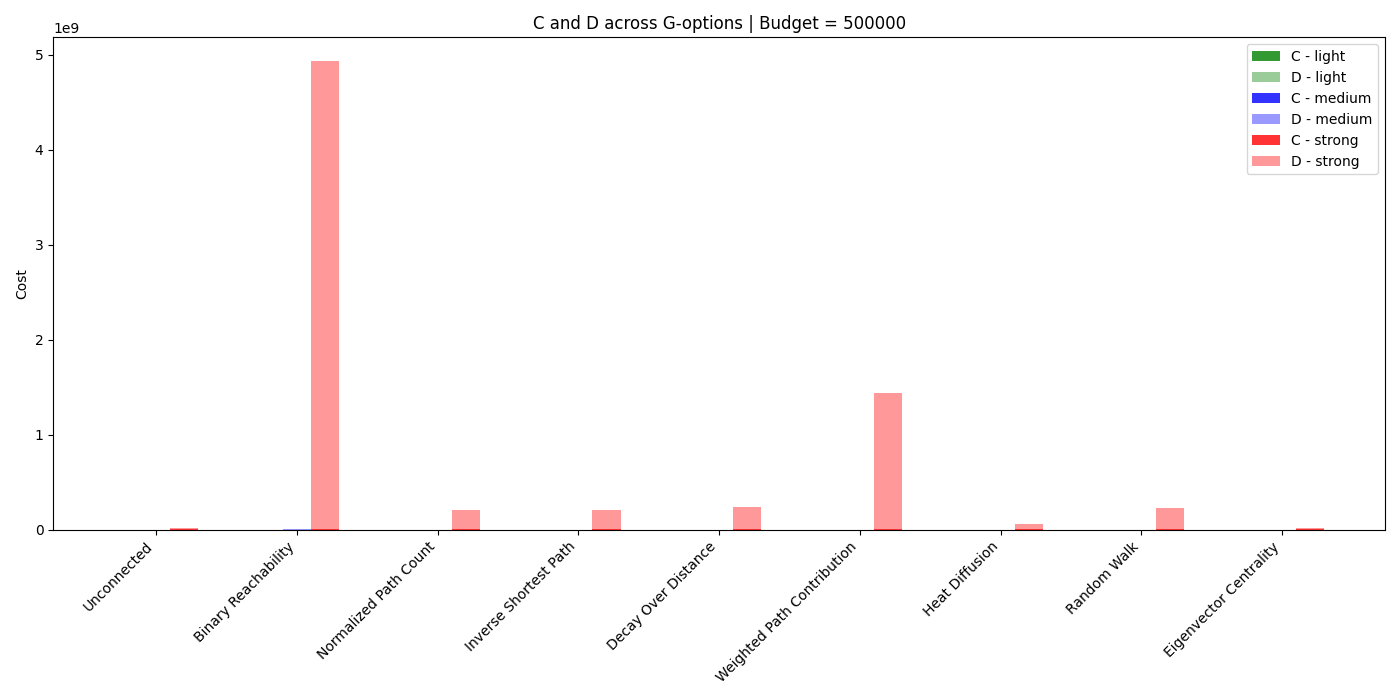 C and D across G-options | Budget = 500000
1e9
5
4
3
2
1
0
Cost
C - light
D - light
C - medium
D - medium
C - strong
D - strong
Unconnected
Binary Reachability
Normalized Path Count
Inverse Shortest Path
Decay Over Distance
Weighted Path Contribution
Heat Diffusion
Random Walk
Eigenvector Centrality